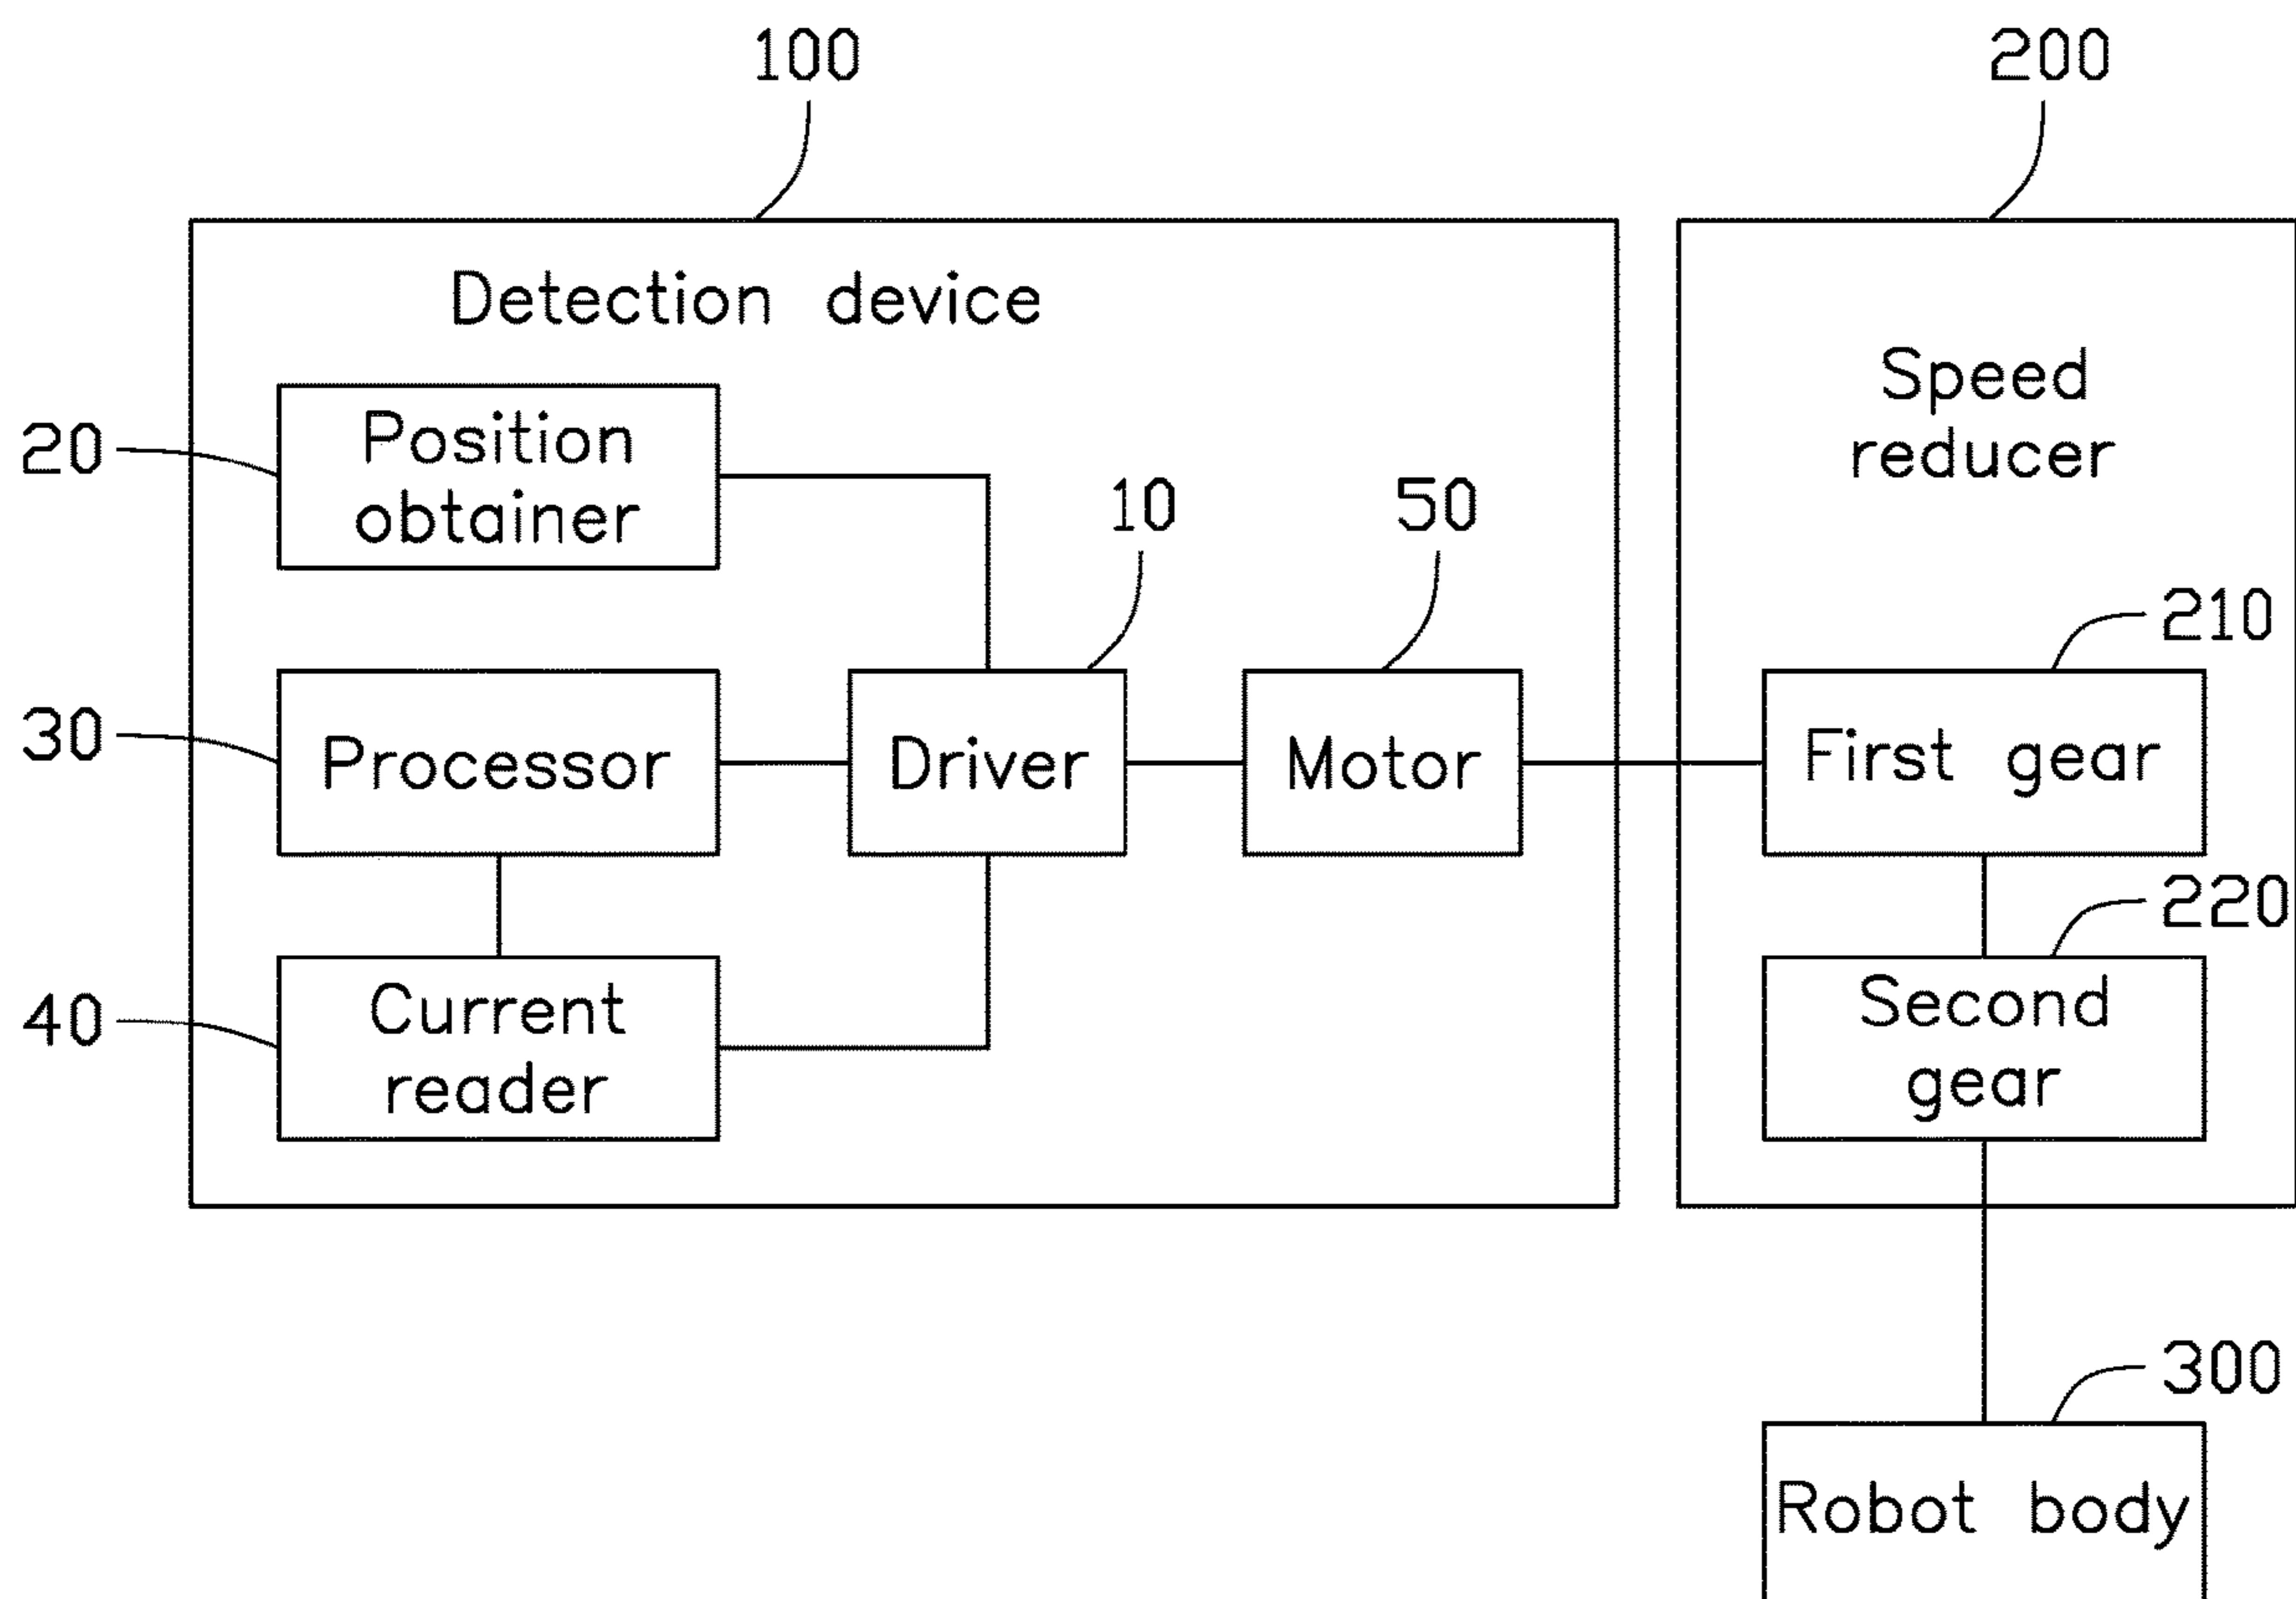 100
200
Detection device
Speed
reducer
20
Position
obtainer
10
50
210
30
Processor
Driver
Motor
First gear
220
40
Current
reader
Second
gear
300
Robot body